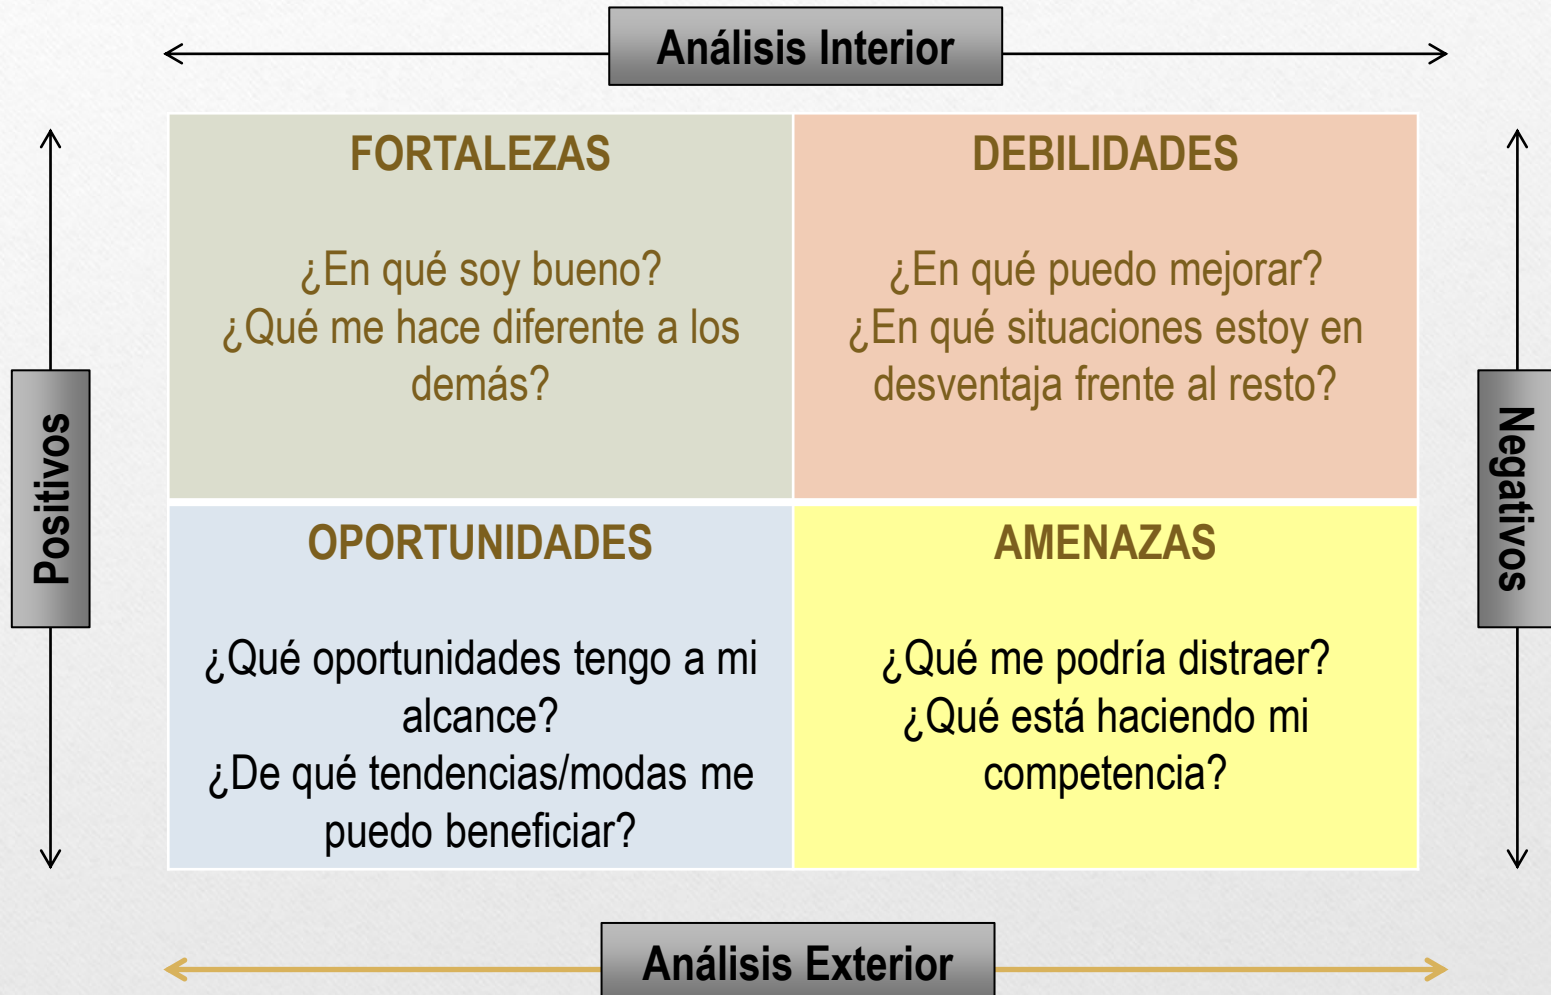 Análisis Interior
FORTALEZAS
¿En qué soy bueno?
¿Qué me hace diferente a los
demás?
DEBILIDADES
¿En qué puedo mejorar?
¿En qué situaciones estoy en
desventaja frente al resto?
Positivos
Negativos
OPORTUNIDADES
¿Qué oportunidades tengo a mi
alcance?
¿De qué tendencias/modas me
puedo beneficiar?
AMENAZAS
¿Qué me podría distraer?
¿Qué está haciendo mi
competencia?
Análisis Exterior